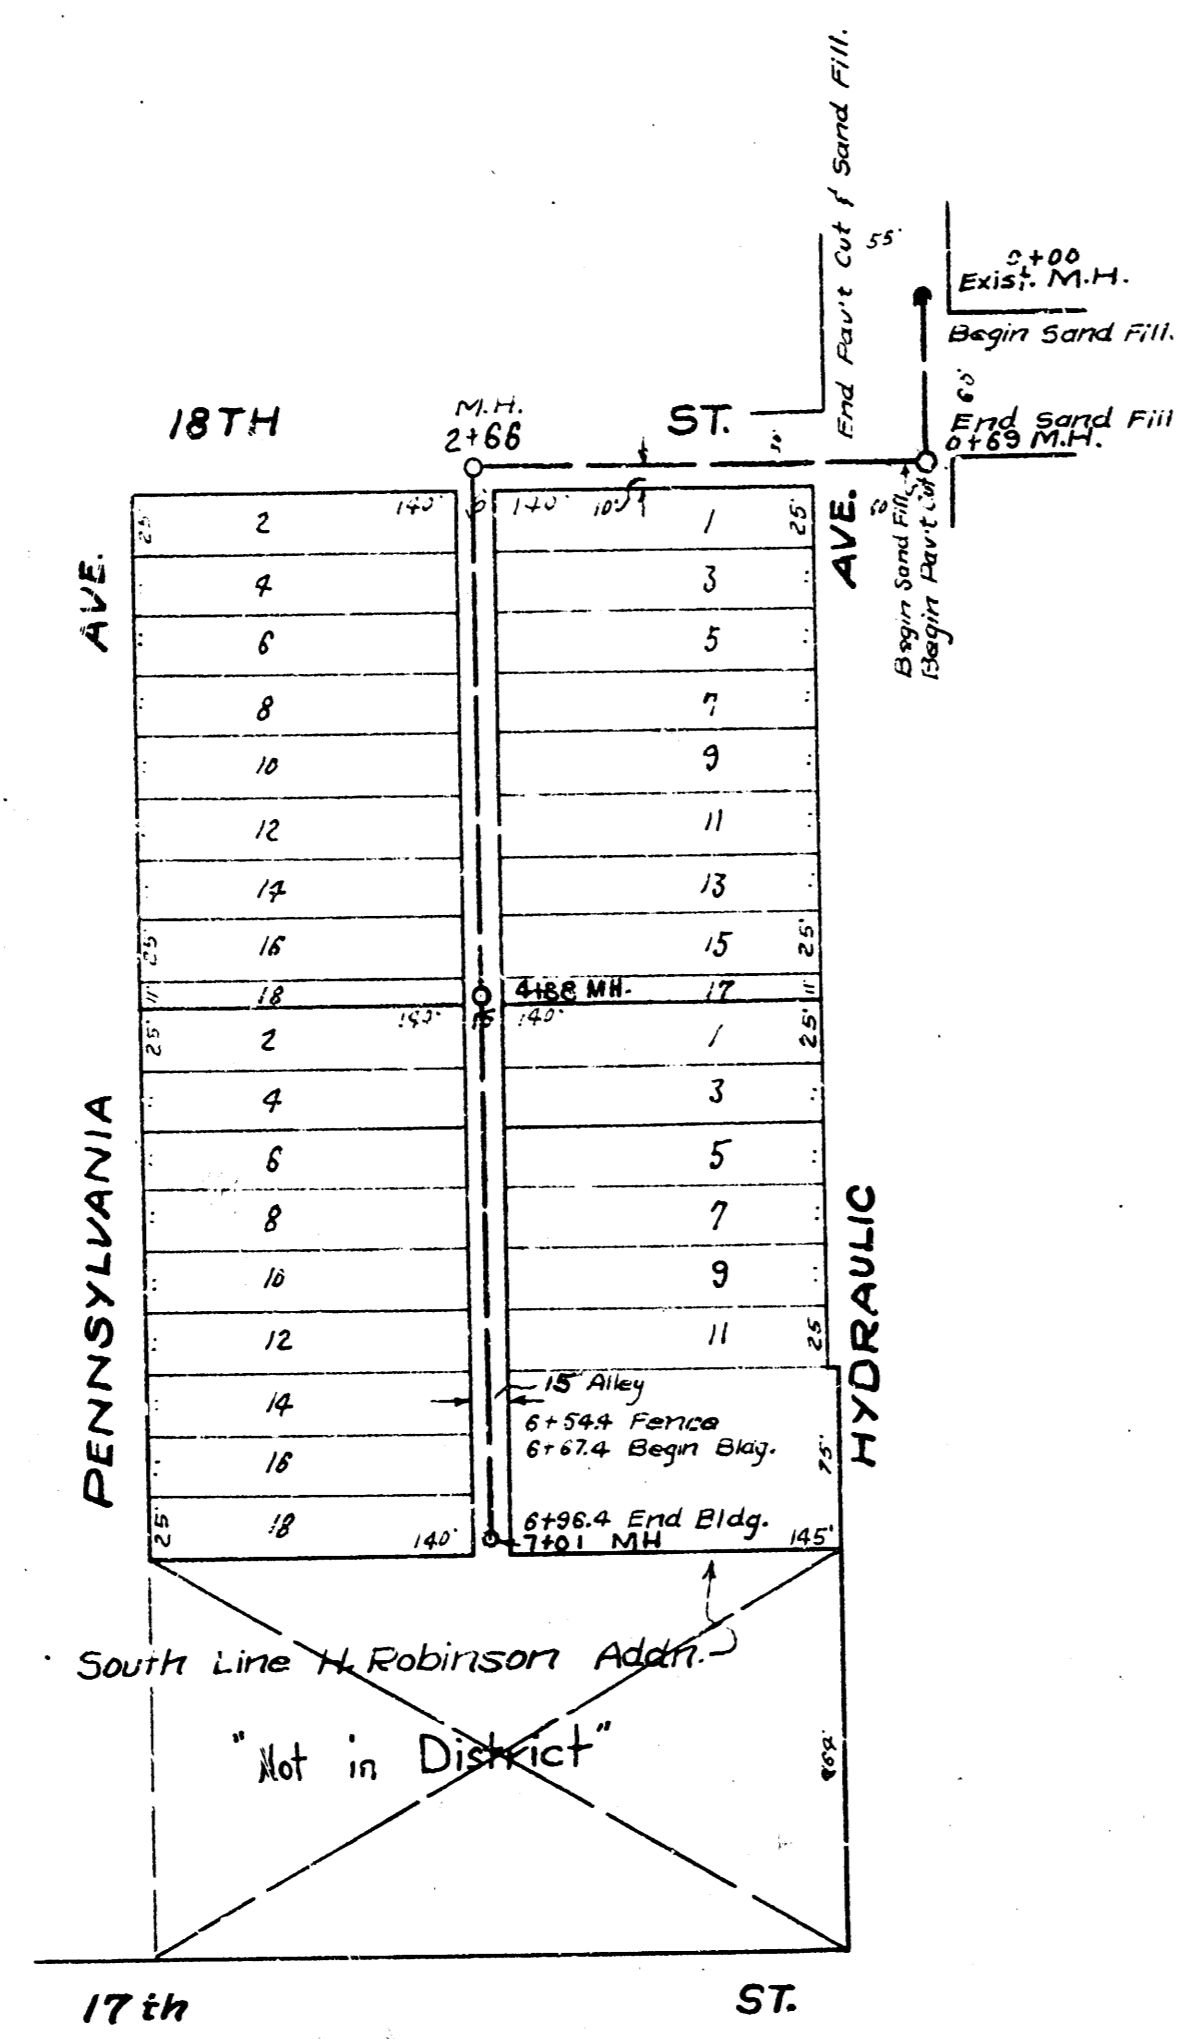 End Pav't Cut & Sand Fill.
55'
0+00
Exist. M.H.
Begin Sand Fill.
60'
End Sand Fill
0+69 M.H.
18TH ST.
M.H.
2+66
Begin Sand Fill
Begin Pav't Cut
AVE.
AVE.
140' 140' 10'
25' 2 1 25'
4 3
6 5
8 7
10 9
12 11
14 13
25' 16 15 25'
11' 18 4+88 MH. 17 11'
140' 15 140'
25' 2 1 25'
4 3
6 5
8 7
10 9
12 11 25
14
15' Alley
6+54.4 Fence
6+67.4 Begin Bldg.
16
75'
6+96.4 End Bldg.
7+01 MH
25' 18 140' 145'
PENNSYLVANIA
HYDRAULIC
South Line H. Robinson Addn.
"Not in District"
17th ST.